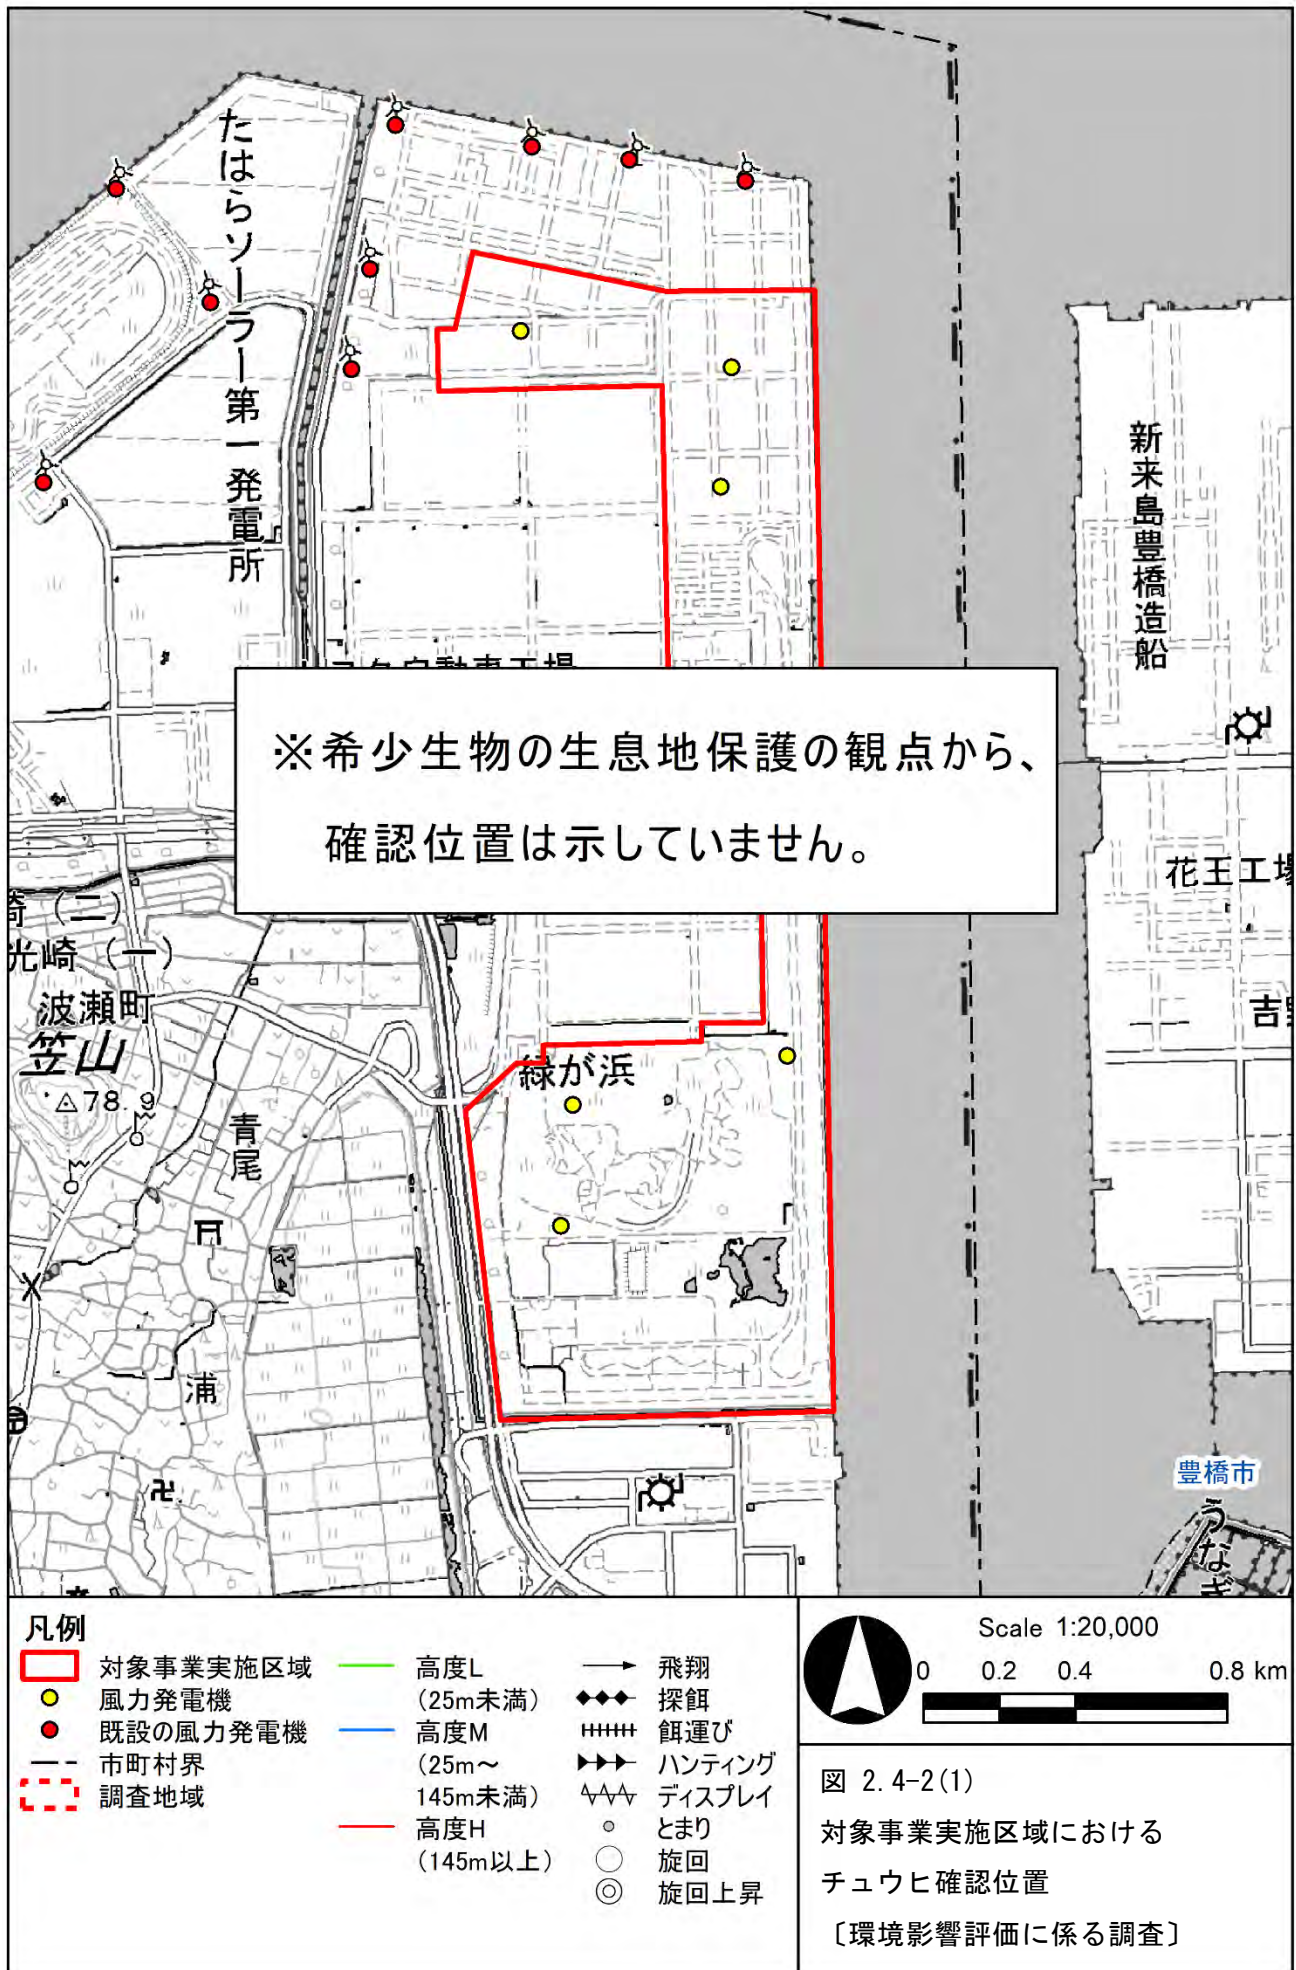 たはらソーラー第一発電所
新来島豊橋造船
※希少生物の生息地保護の観点から、
確認位置は示していません。
花王工場
崎(二)
光崎(一)
波瀬町
笠山
78.9
緑が浜
青尾
浦
豊橋市
うなぎ
凡例
対象事業実施区域
風力発電機
既設の風力発電機
市町村界
調査地域
高度L
(25m未満)
高度M
(25m～
145m未満)
高度H
(145m以上)
飛翔
探餌
餌運び
ハンティング
ディスプレイ
とまり
旋回
旋回上昇
Scale 1:20,000
0 0.2 0.4 0.8 km
図 2.4-2(1)
対象事業実施区域における
チュウヒ確認位置
〔環境影響評価に係る調査〕